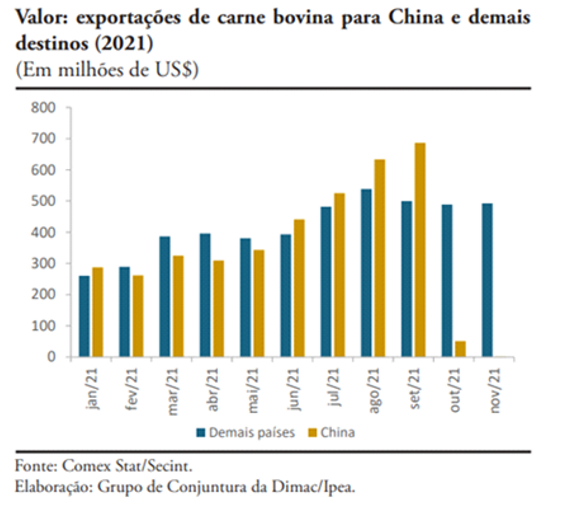 Valor: exportações de carne bovina para China e demais
destinos (2021)
(Em milhões de US$)
800
700
600
500
400
300
200
100
0
jan/21
fev/21
mar/21
abr/21
mai/21
jun/21
jul/21
ago/21
set/21
out/21
nov/21
Demais países
China
Fonte: Comex Stat/Secint.
Elaboração: Grupo de Conjuntura da Dimac/Ipea.